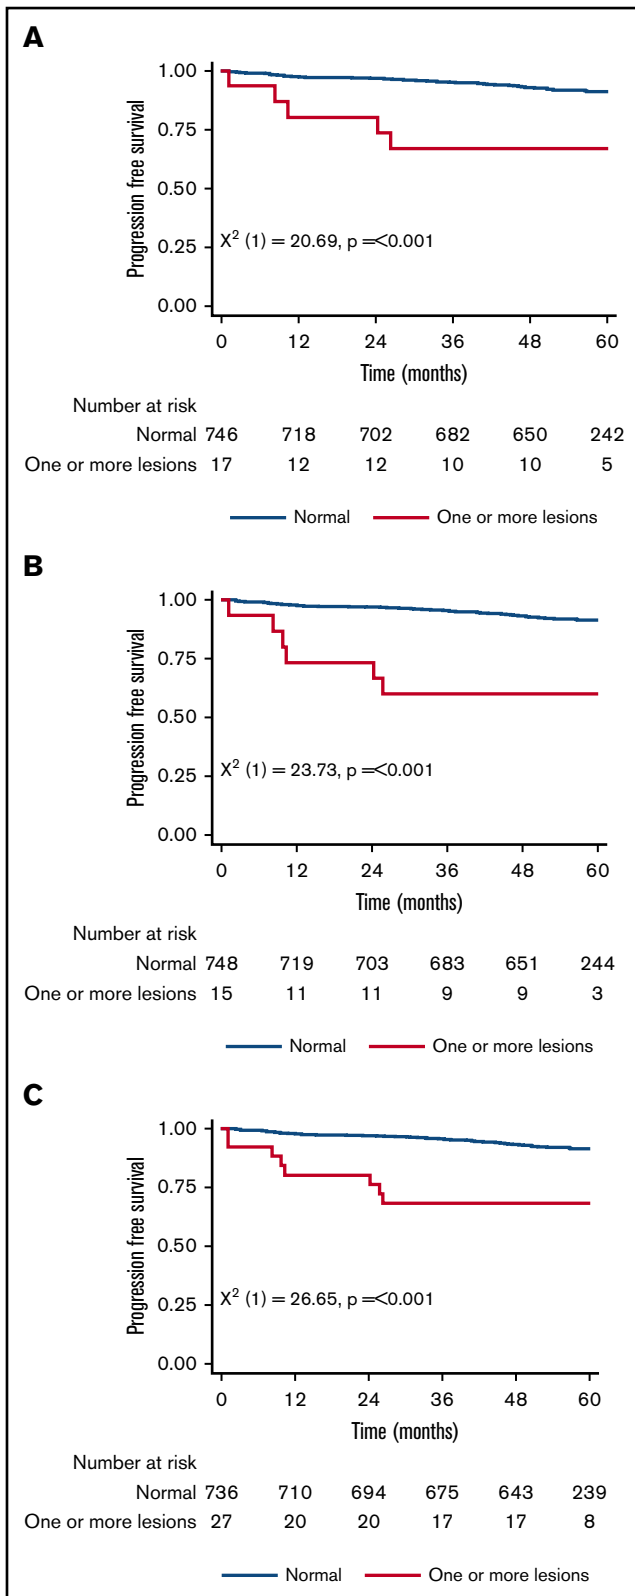 A
Progression free survival
1.00
0.75
0.50
0.25
0.00
X² (1) = 20.69, p =<0.001
0 12 24 36 48 60
Time (months)
Number at risk
Normal 746 718 702 682 650 242
One or more lesions 17 12 12 10 10 5
Normal One or more lesions
B
Progression free survival
1.00
0.75
0.50
0.25
0.00
X² (1) = 23.73, p =<0.001
0 12 24 36 48 60
Time (months)
Number at risk
Normal 748 719 703 683 651 244
One or more lesions 15 11 11 9 9 3
Normal One or more lesions
C
Progression free survival
1.00
0.75
0.50
0.25
0.00
X² (1) = 26.65, p =<0.001
0 12 24 36 48 60
Time (months)
Number at risk
Normal 736 710 694 675 643 239
One or more lesions 27 20 20 17 17 8
Normal One or more lesions